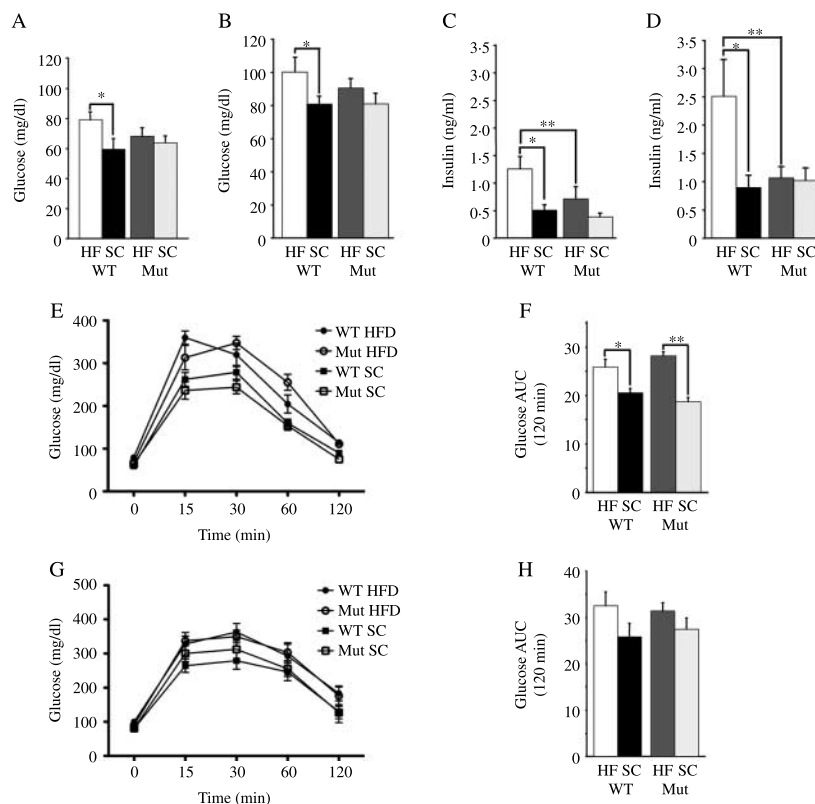 A
120
100
80
60
40
20
0
Glucose (mg/dl)
*
HF SC HF SC
WT Mut
B
120
100
80
60
40
20
0
Glucose (mg/dl)
*
HF SC HF SC
WT Mut
C
3·5
3·0
2·5
2·0
1·5
1·0
0·5
0
Insulin (ng/ml)
**
*
HF SC HF SC
WT Mut
D
3·5
3·0
2·5
2·0
1·5
1·0
0·5
0
Insulin (ng/ml)
**
*
HF SC HF SC
WT Mut
E
400
300
200
100
0
Glucose (mg/dl)
WT HFD
Mut HFD
WT SC
Mut SC
0 15 30 60 120
Time (min)
F
30
20
10
0
Glucose AUC
(120 min)
*
**
HF SC HF SC
WT Mut
G
500
400
300
200
100
0
Glucose (mg/dl)
WT HFD
Mut HFD
WT SC
Mut SC
0 15 30 60 120
Time (min)
H
40
30
20
10
0
Glucose AUC
(120 min)
HF SC HF SC
WT Mut